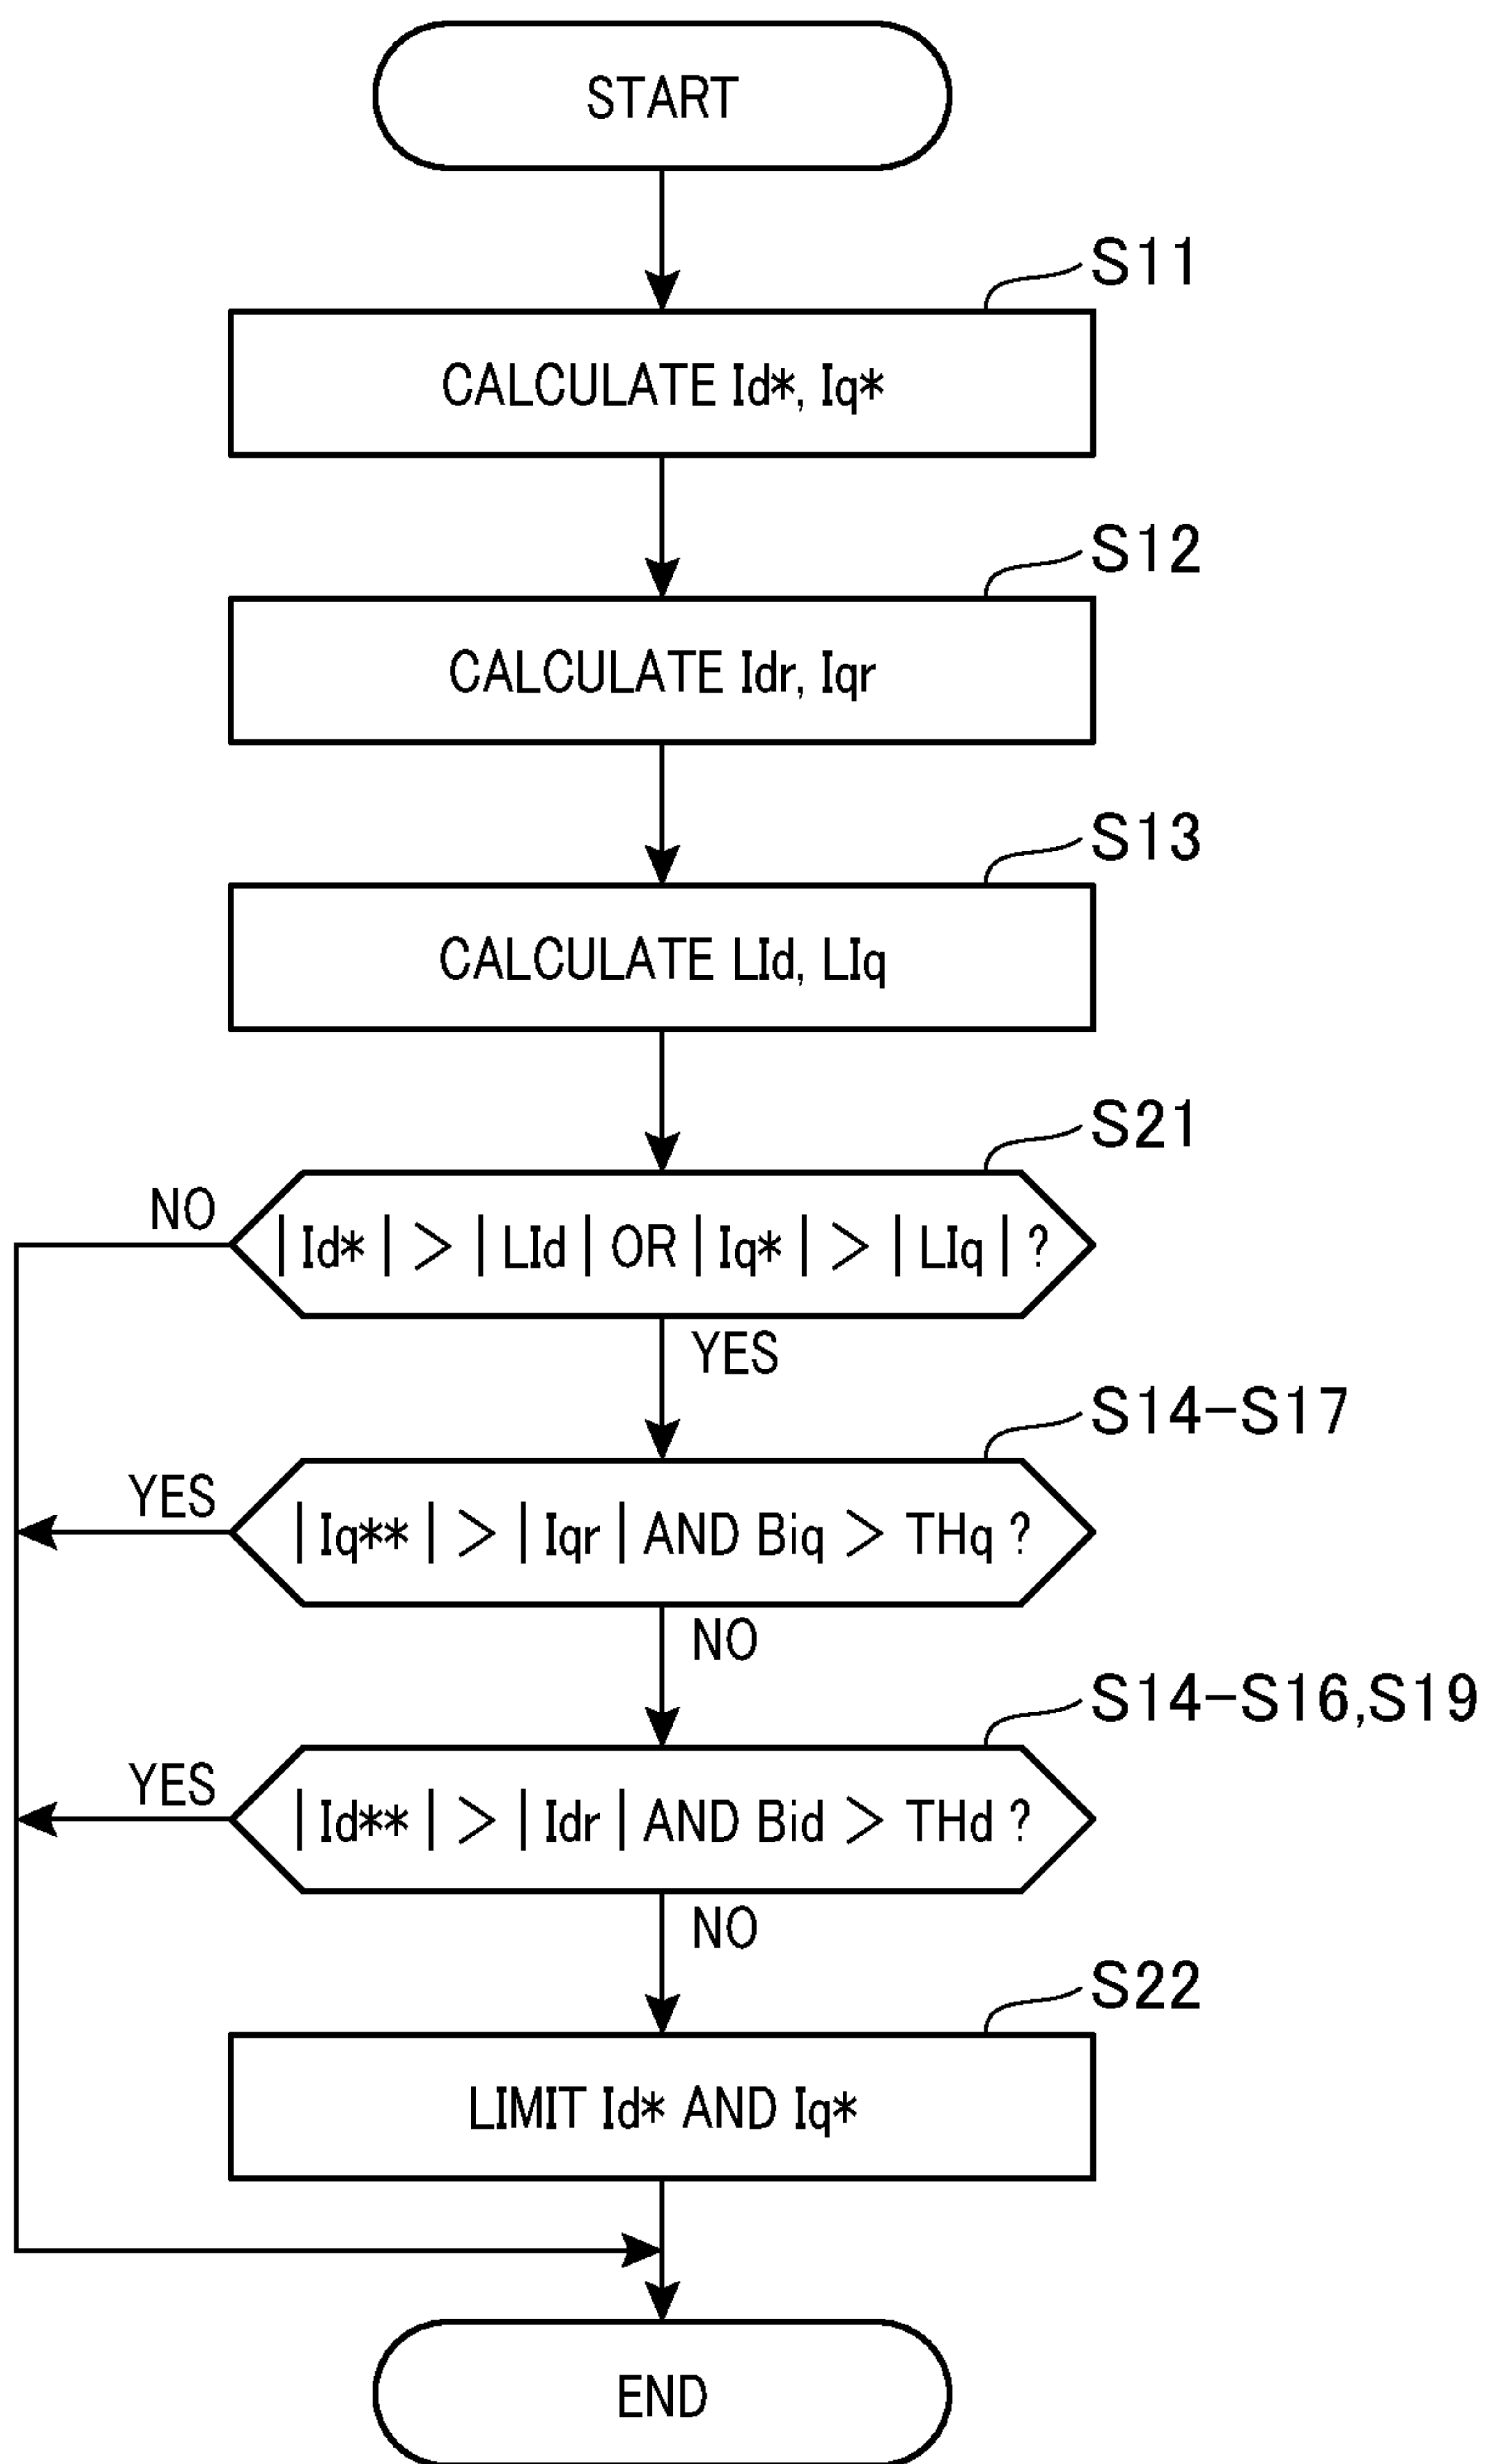 START
S11
CALCULATE Id*, Iq*
S12
CALCULATE Idr, Iqr
S13
CALCULATE LId, LIq
S21
NO
|Id*|>|LId|OR|Iq*|>|LIq|?
YES
S14-S17
YES
|Iq**|>|Iqr|AND Biq > THq ?
NO
S14-S16,S19
YES
|Id**|>|Idr|AND Bid > THd ?
NO
S22
LIMIT Id* AND Iq*
END